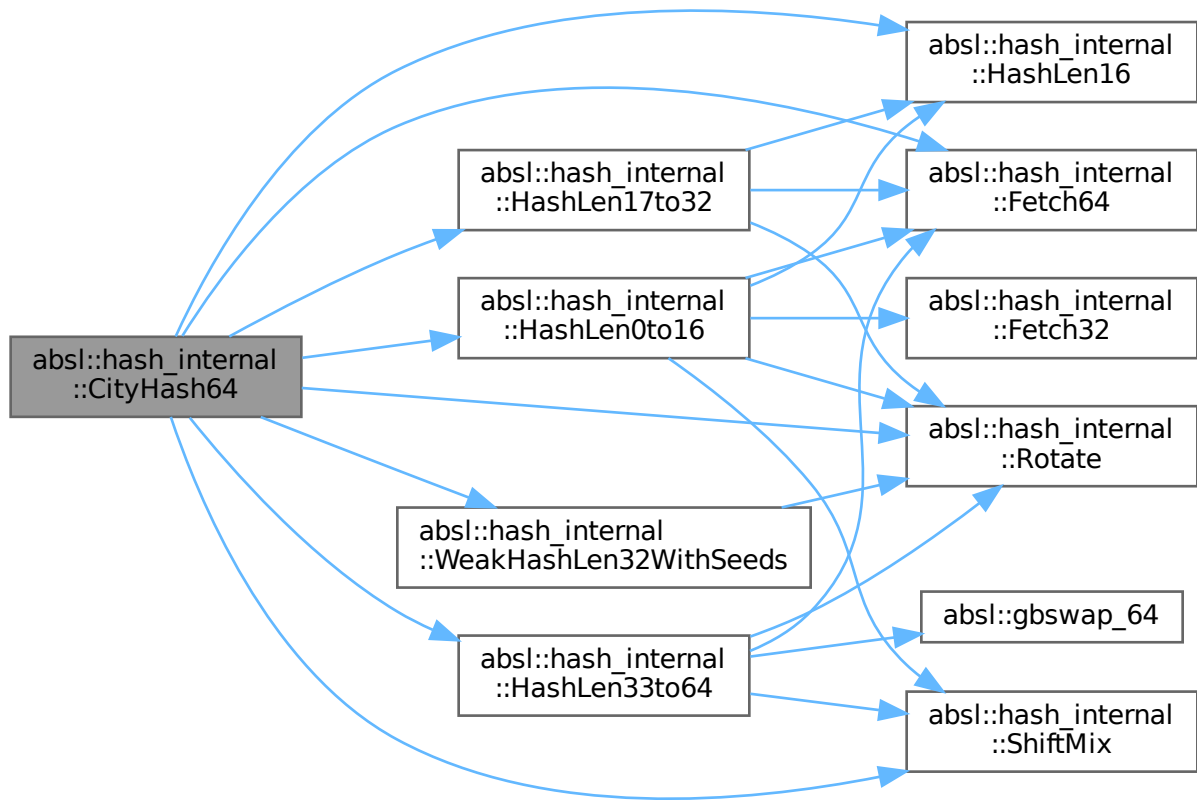 absl::hash_internal
::CityHash64
absl::hash_internal
::HashLen17to32
absl::hash_internal
::HashLen0to16
absl::hash_internal
::WeakHashLen32WithSeeds
absl::hash_internal
::HashLen33to64
absl::hash_internal
::HashLen16
absl::hash_internal
::Fetch64
absl::hash_internal
::Fetch32
absl::hash_internal
::Rotate
absl::gbswap_64
absl::hash_internal
::ShiftMix